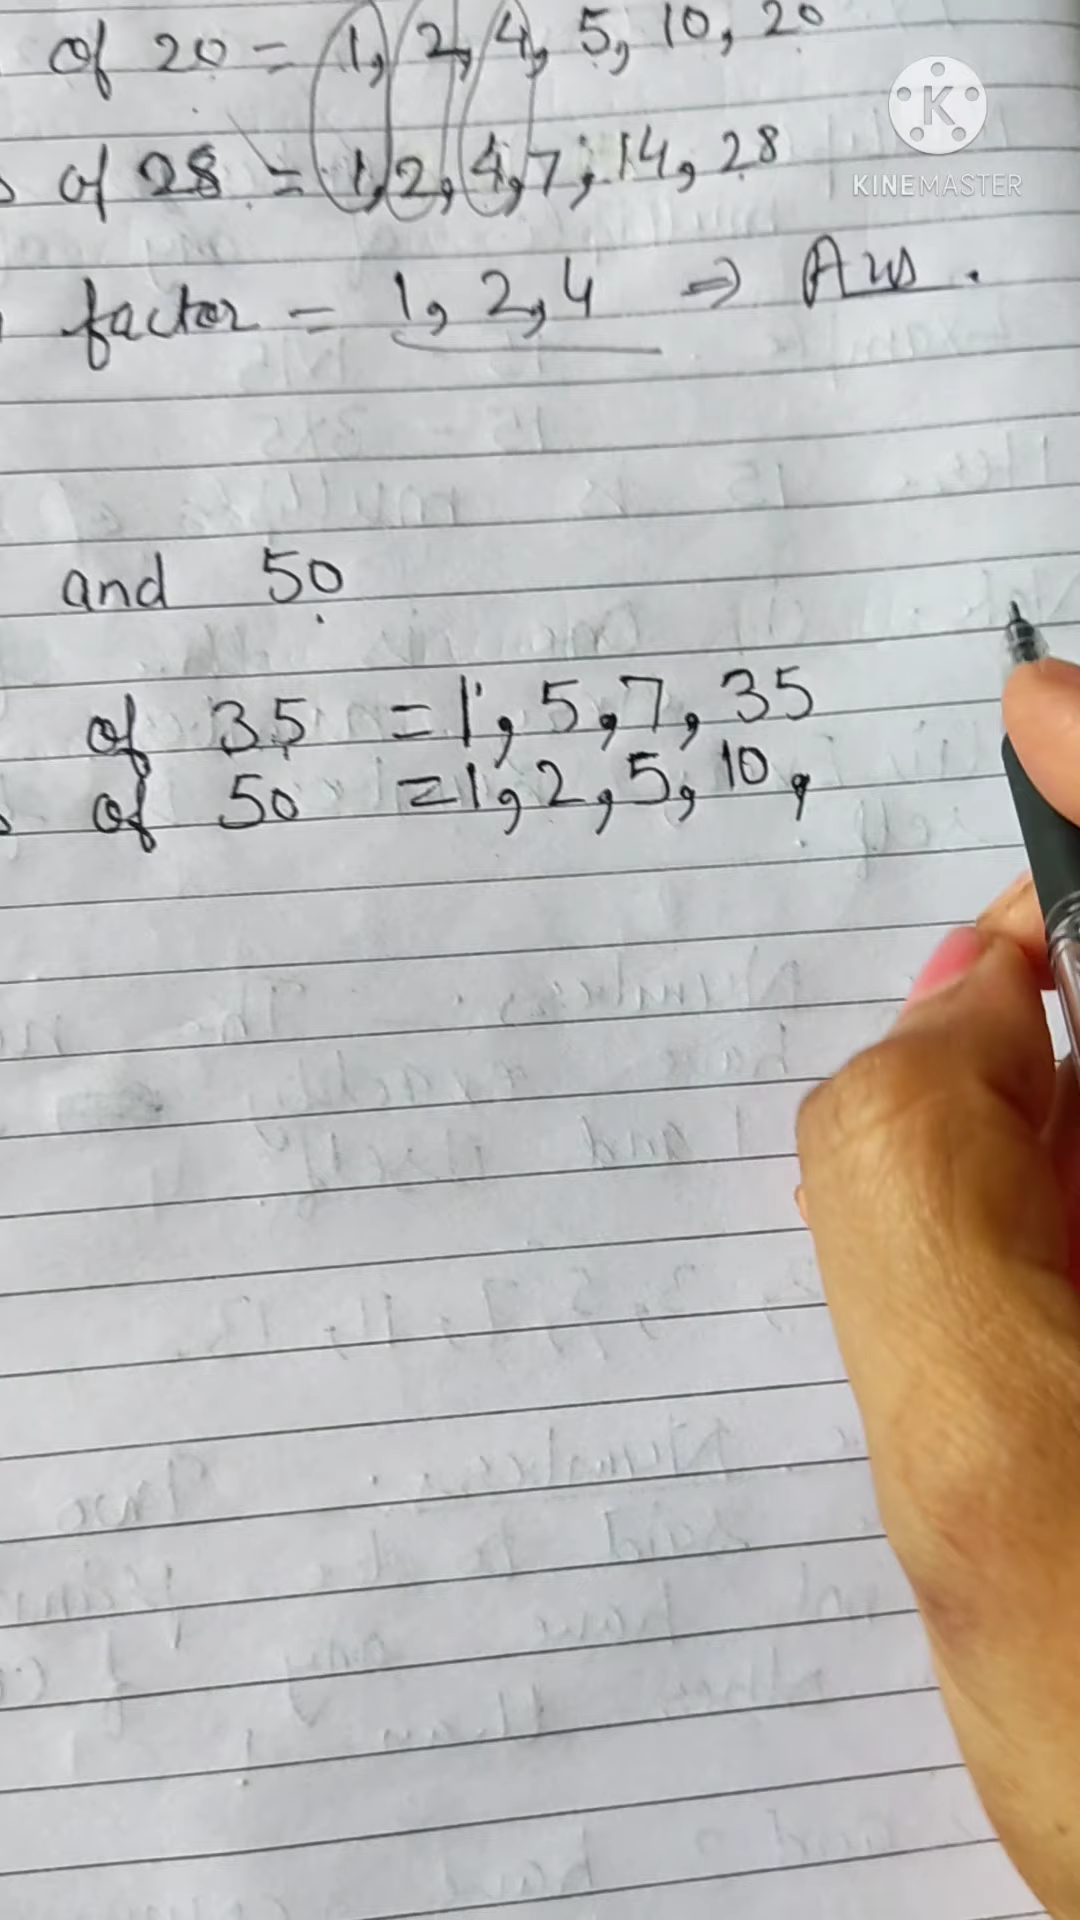 of 20 = 1, 2, 4, 5, 10, 20
KINEMASTER
of 28 = 1, 2, 4, 7, 14, 28
factor = 1, 2, 4 ⇒ Ans.
and 50
of 35 = 1, 5, 7, 35
of 50 = 1, 2, 5, 10,